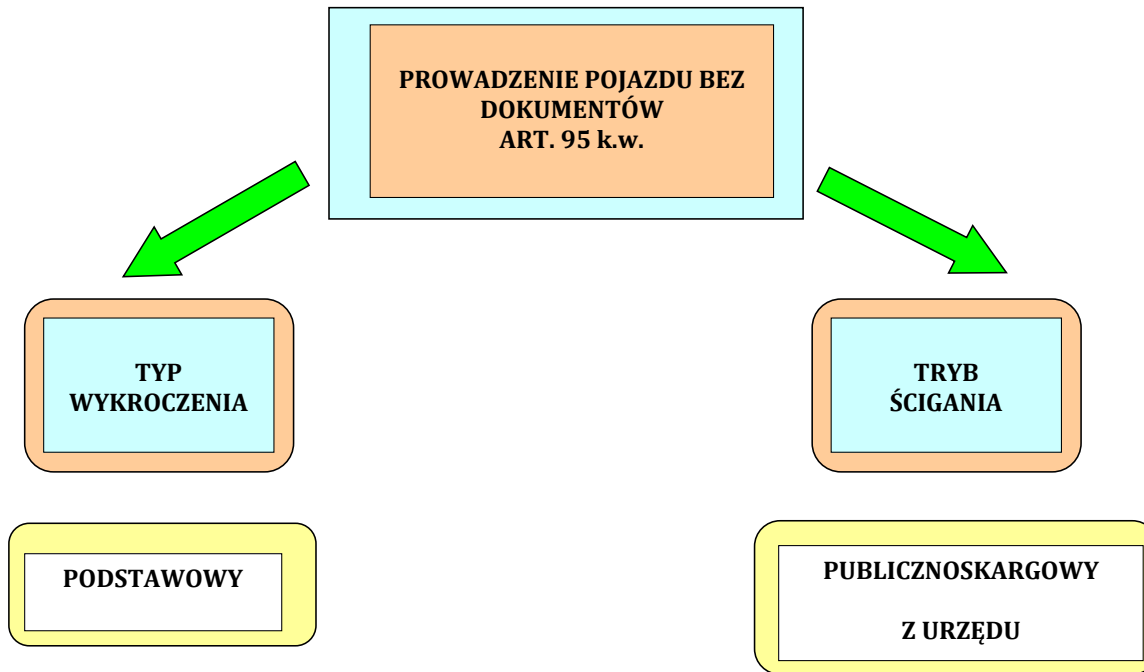 PROWADZENIE POJAZDU BEZ
DOKUMENTÓW
ART. 95 k.w.
TYP
WYKROCZENIA
TRYB
ŚCIGANIA
PODSTAWOWY
PUBLICZNOSKARGOWY
Z URZĘDU